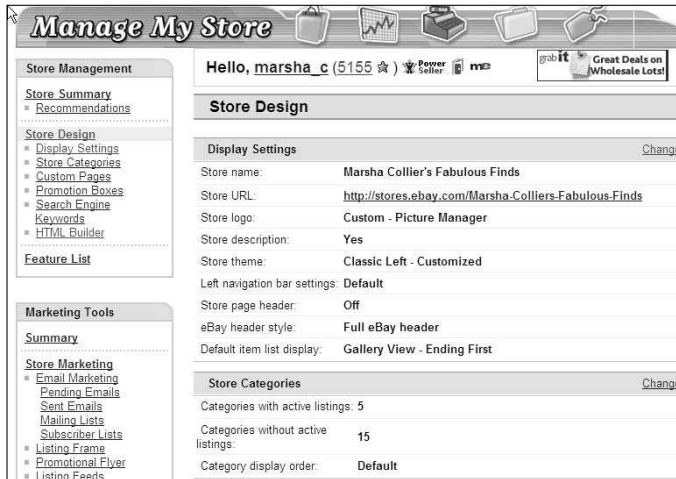 Manage My Store
Store Management
Store Summary
Recommendations
Store Design
Display Settings
Store Categories
Custom Pages
Promotion Boxes
Search Engine
Keywords
HTML Builder
Feature List
Marketing Tools
Summary
Store Marketing
Email Marketing
Pending Emails
Sent Emails
Mailing Lists
Subscriber Lists
Listing Frame
Promotional Flyer
Listing Feeds
Hello, marsha_c (5155 ) Power Seller me
grab it Great Deals on
Wholesale Lots!
Store Design
Display Settings Change
Store name: Marsha Collier's Fabulous Finds
Store URL: http://stores.ebay.com/Marsha-Colliers-Fabulous-Finds
Store logo: Custom - Picture Manager
Store description: Yes
Store theme: Classic Left - Customized
Left navigation bar settings: Default
Store page header: Off
eBay header style: Full eBay header
Default item list display: Gallery View - Ending First
Store Categories Change
Categories with active listings: 5
Categories without active
listings: 15
Category display order: Default